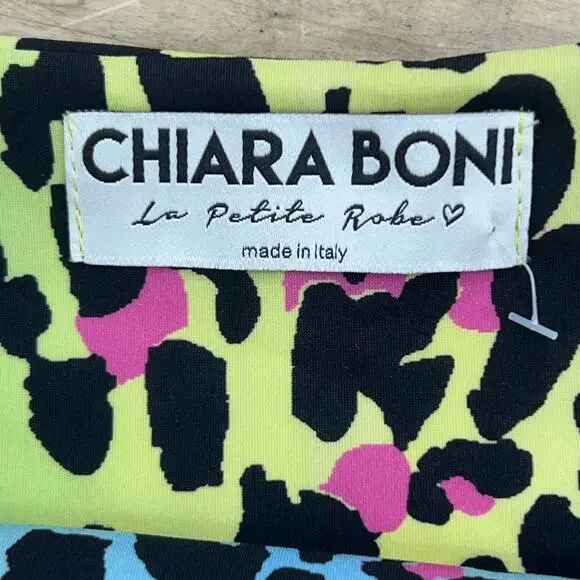 CHIARA BONI
La Petite Robe♡
made in Italy